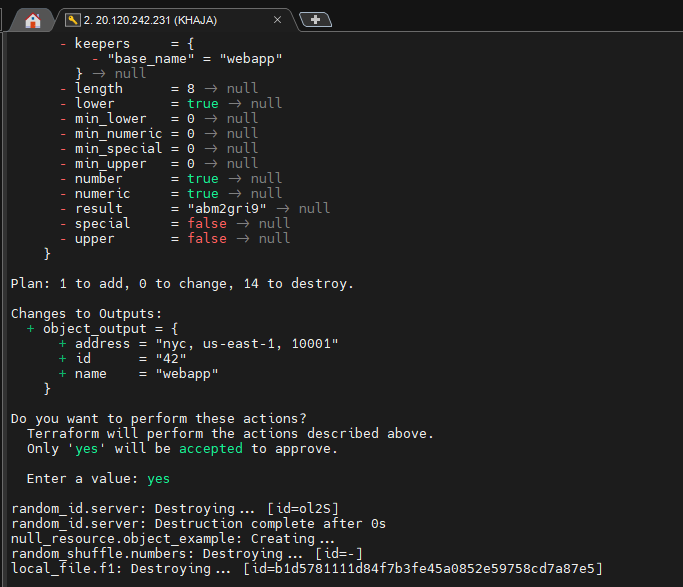 2. 20.120.242.231 (KHAJA)
- keepers = {
- "base_name" = "webapp"
} -> null
- length = 8 -> null
- lower = true -> null
- min_lower = 0 -> null
- min_numeric = 0 -> null
- min_special = 0 -> null
- min_upper = 0 -> null
- number = true -> null
- numeric = true -> null
- result = "abm2gri9" -> null
- special = false -> null
- upper = false -> null
}
Plan: 1 to add, 0 to change, 14 to destroy.
Changes to Outputs:
+ object_output = {
+ address = "nyc, us-east-1, 10001"
+ id = "42"
+ name = "webapp"
}
Do you want to perform these actions?
Terraform will perform the actions described above.
Only 'yes' will be accepted to approve.
Enter a value: yes
random_id.server: Destroying... [id=ol2S]
random_id.server: Destruction complete after 0s
null_resource.object_example: Creating...
random_shuffle.numbers: Destroying... [id=-]
local_file.f1: Destroying... [id=b1d5781111d84f7b3fe45a0852e59758cd7a87e5]